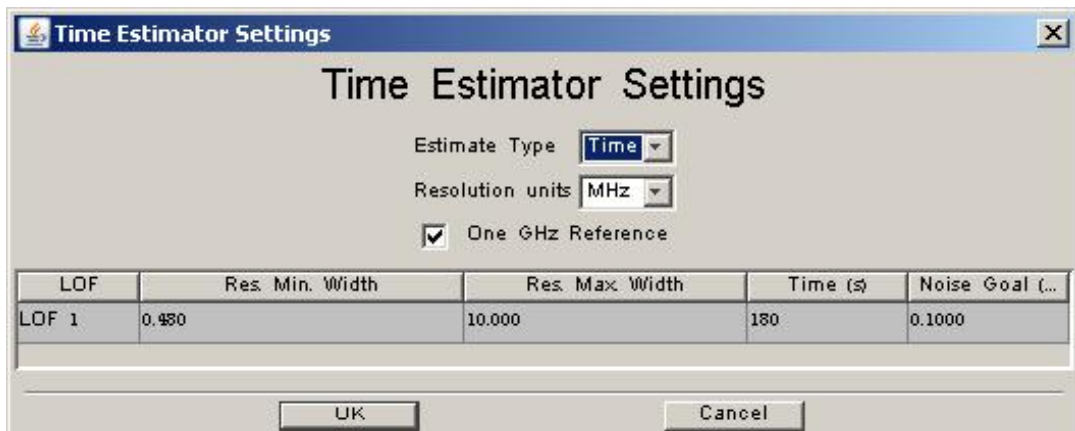 Time Estimator Settings
Time Estimator Settings
Estimate Type Time
Resolution units MHz
One GHz Reference
LOF Res. Min. Width Res. Max. Width Time (s) Noise Goal (...
LOF 1 0.480 10.000 180 0.1000
OK Cancel